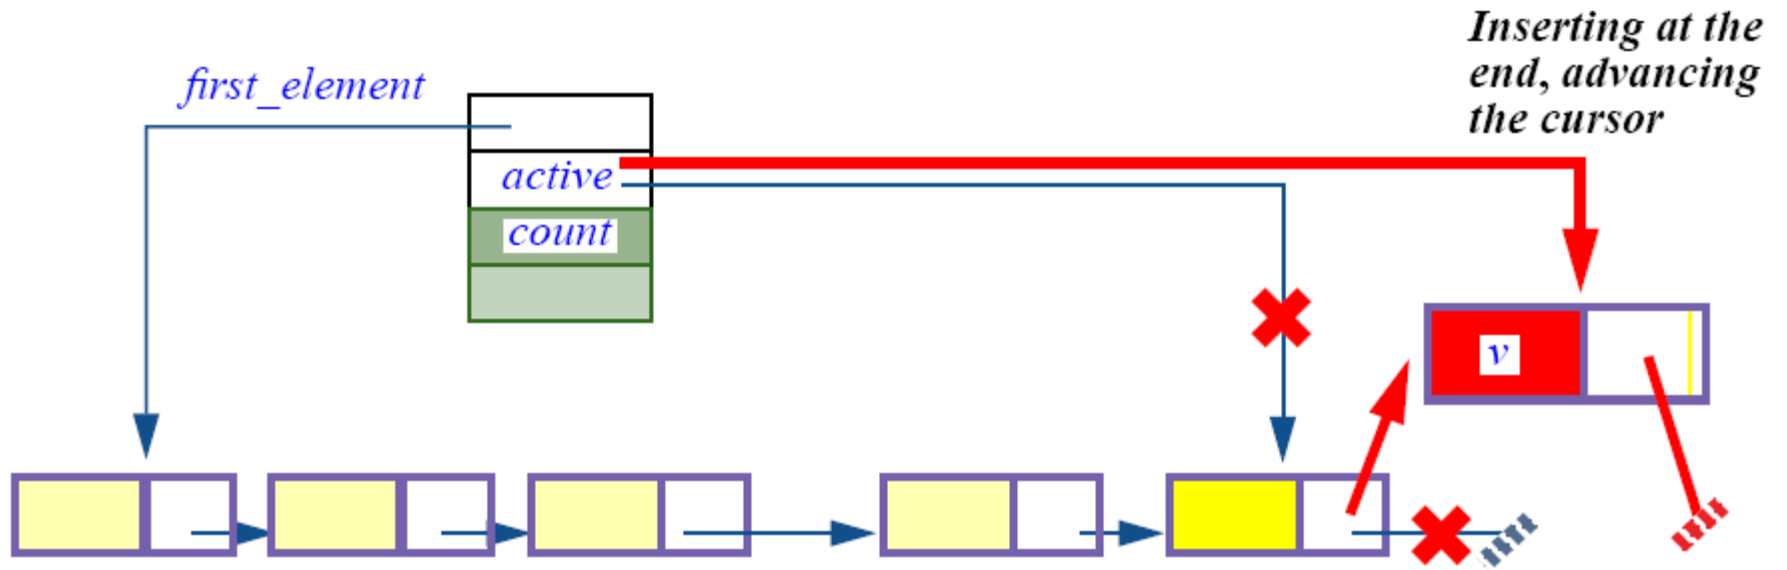 Inserting at the
end, advancing
the cursor
first_element
active
count
v